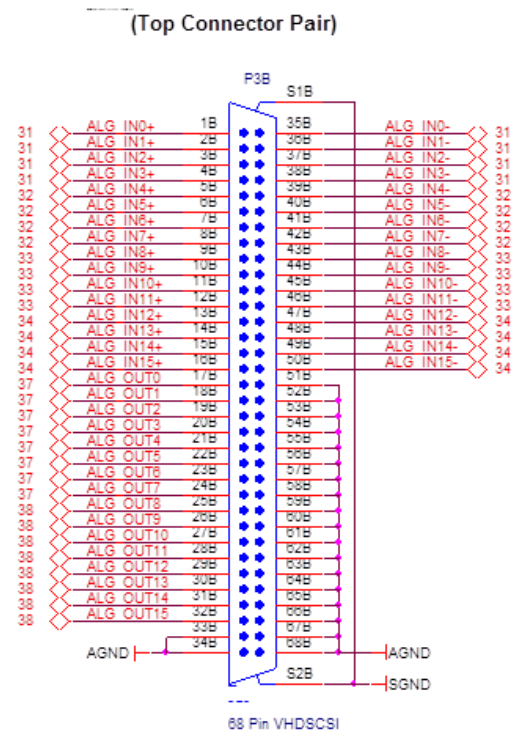 (Top Connector Pair)
P3B
S1B
31 ALG IN0+ 1B 35B ALG IN0- 31
31 ALG IN1+ 2B 36B ALG IN1- 31
31 ALG IN2+ 3B 37B ALG IN2- 31
31 ALG IN3+ 4B 38B ALG IN3- 31
32 ALG IN4+ 5B 39B ALG IN4- 32
32 ALG IN5+ 6B 40B ALG IN5- 32
32 ALG IN6+ 7B 41B ALG IN6- 32
32 ALG IN7+ 8B 42B ALG IN7- 32
33 ALG IN8+ 9B 43B ALG IN8- 33
33 ALG IN9+ 10B 44B ALG IN9- 33
33 ALG IN10+ 11B 45B ALG IN10- 33
33 ALG IN11+ 12B 46B ALG IN11- 33
34 ALG IN12+ 13B 47B ALG IN12- 34
34 ALG IN13+ 14B 48B ALG IN13- 34
34 ALG IN14+ 15B 49B ALG IN14- 34
34 ALG IN15+ 16B 50B ALG IN15- 34
37 ALG OUT0 17B 51B
37 ALG OUT1 18B 52B
37 ALG OUT2 19B 53B
37 ALG OUT3 20B 54B
37 ALG OUT4 21B 55B
37 ALG OUT5 22B 56B
37 ALG OUT6 23B 57B
37 ALG OUT7 24B 58B
38 ALG OUT8 25B 59B
38 ALG OUT9 26B 60B
38 ALG OUT10 27B 61B
38 ALG OUT11 28B 62B
38 ALG OUT12 29B 63B
38 ALG OUT13 30B 64B
38 ALG OUT14 31B 65B
38 ALG OUT15 32B 66B
33B 67B
AGND 34B 68B AGND
S2B SGND
68 Pin VHDSCSI